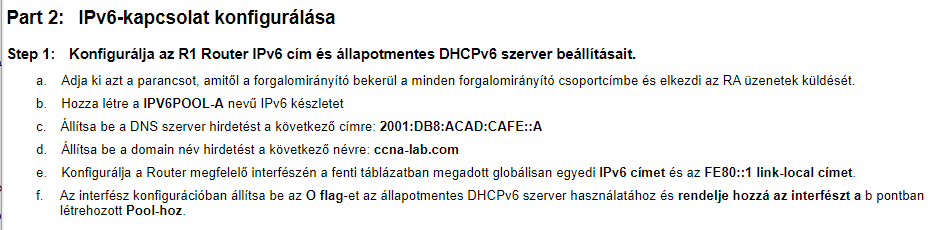 Part 2: IPv6-kapcsolat konfigurálása
Step 1: Konfigurálja az R1 Router IPv6 cím és állapotmentes DHCPv6 szerver beállításait.
a. Adja ki azt a parancsot, amitől a forgalomirányító bekerül a minden forgalomirányító csoportcímbe és elkezdi az RA üzenetek küldését.
b. Hozza létre a IPV6POOL-A nevű IPv6 készletet
c. Állítsa be a DNS szerver hirdetést a következő címre: 2001:DB8:ACAD:CAFE::A
d. Állítsa be a domain név hirdetést a következő névre: ccna-lab.com
e. Konfigurálja a Router megfelelő interfészén a fenti táblázatban megadott globálisan egyedi IPv6 címet és az FE80::1 link-local címet.
f. Az interfész konfigurációban állítsa be az O flag-et az állapotmentes DHCPv6 szerver használatához és rendelje hozzá az interfészt a b pontban
létrehozott Pool-hoz.